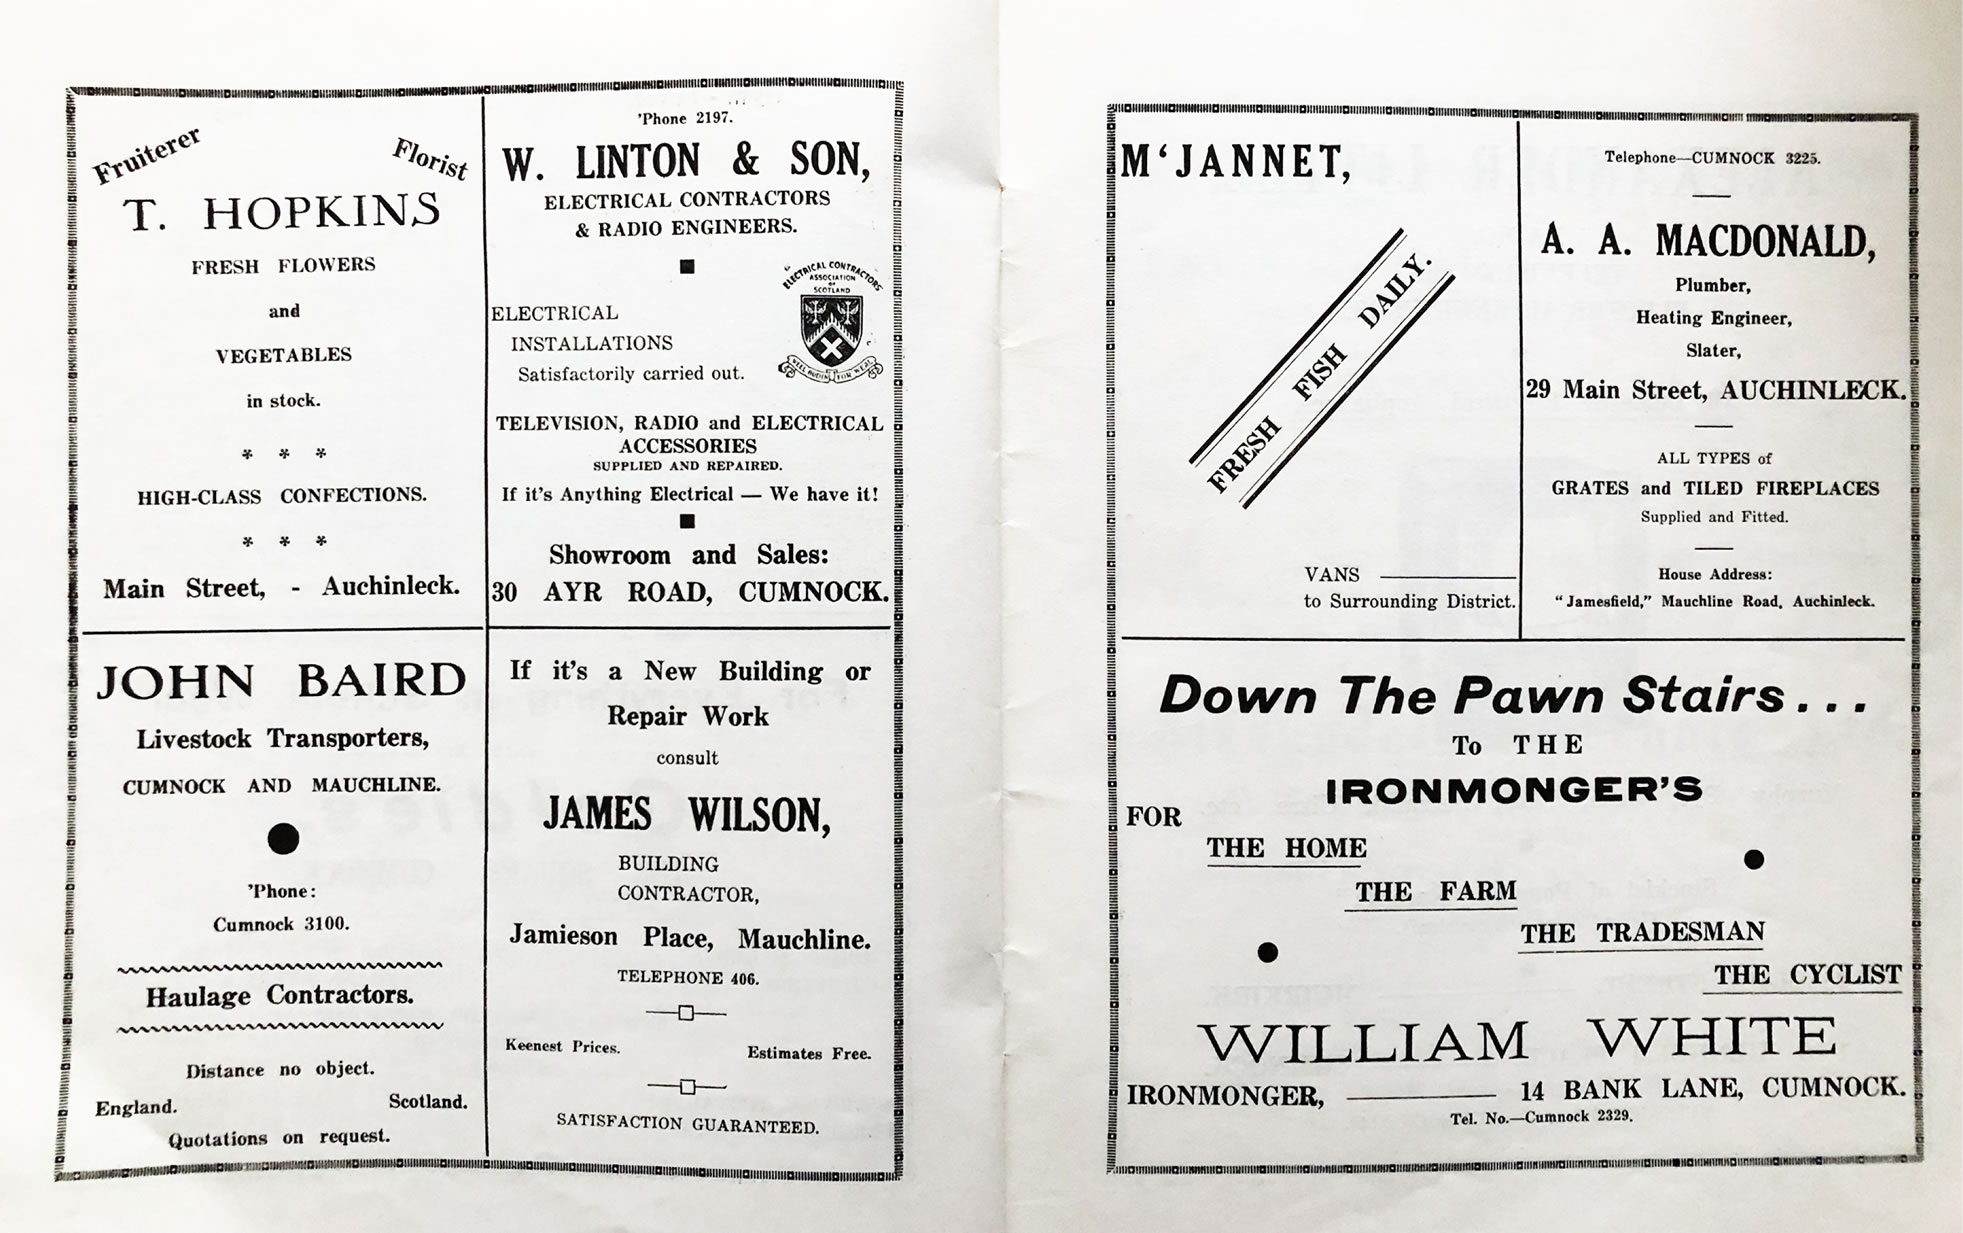 Fruiterer Florist
T. HOPKINS
FRESH FLOWERS
and
VEGETABLES
in stock.
* * *
HIGH-CLASS CONFECTIONS.
* * *
Main Street, - Auchinleck.
'Phone 2197.
W. LINTON & SON,
ELECTRICAL CONTRACTORS
& RADIO ENGINEERS.
ELECTRICAL CONTRACTORS'
ASSOCIATION
OF
SCOTLAND
ELECTRICAL
INSTALLATIONS
Satisfactorily carried out.
TELEVISION, RADIO and ELECTRICAL
ACCESSORIES
SUPPLIED AND REPAIRED.
If it's Anything Electrical — We have it!
Showroom and Sales:
30 AYR ROAD, CUMNOCK.
JOHN BAIRD
Livestock Transporters,
CUMNOCK AND MAUCHLINE.
'Phone:
Cumnock 3100.
Haulage Contractors.
Distance no object.
England. Scotland.
Quotations on request.
If it's a New Building or
Repair Work
consult
JAMES WILSON,
BUILDING
CONTRACTOR,
Jamieson Place, Mauchline.
TELEPHONE 406.
Keenest Prices. Estimates Free.
SATISFACTION GUARANTEED.
M‘JANNET,
FRESH FISH DAILY.
VANS
to Surrounding District.
Telephone—CUMNOCK 3225.
A. A. MACDONALD,
Plumber,
Heating Engineer,
Slater,
29 Main Street, AUCHINLECK.
ALL TYPES of
GRATES and TILED FIREPLACES
Supplied and Fitted.
House Address:
"Jamesfield," Mauchline Road, Auchinleck.
Down The Pawn Stairs...
To THE
IRONMONGER'S
FOR
THE HOME
THE FARM
THE TRADESMAN
THE CYCLIST
WILLIAM WHITE
IRONMONGER, 14 BANK LANE, CUMNOCK.
Tel. No.—Cumnock 2329.